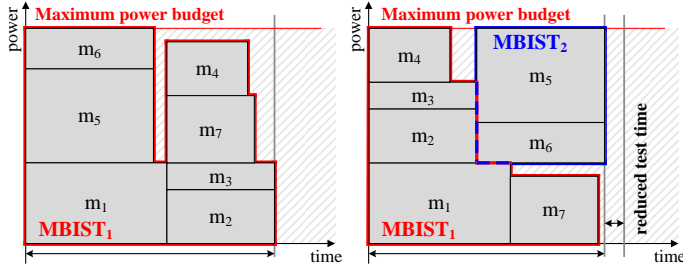 Maximum power budget
power
m6
m5
m4
m7
m3
m1
m2
MBIST1
time
Maximum power budget
power
MBIST2
m4
m5
m3
m2
m6
m1
m7
MBIST1
reduced test time
time